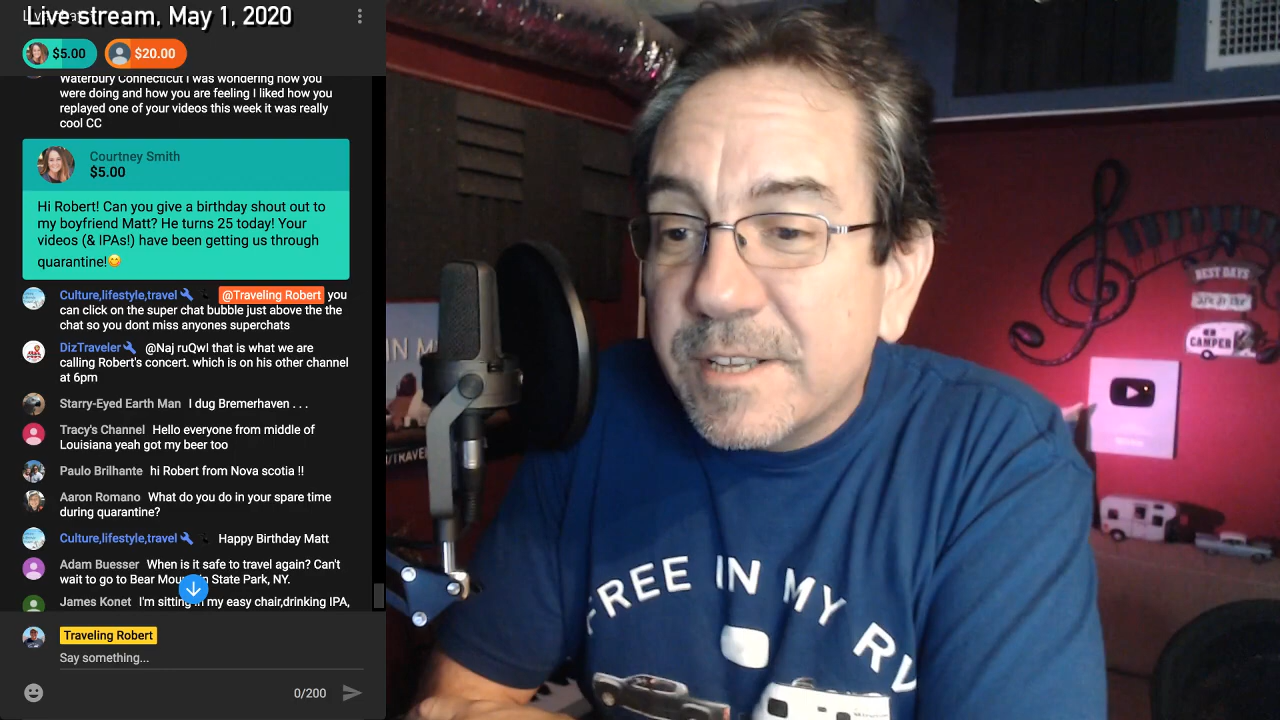 Live stream, May 1, 2020
$5.00
$20.00
Waterbury Connecticut I was wondering how you
were doing and how you are feeling I liked how you
replayed one of your videos this week it was really
cool CC
Courtney Smith
$5.00
Hi Robert! Can you give a birthday shout out to
my boyfriend Matt? He turns 25 today! Your
videos (& IPAs!) have been getting us through
quarantine!😋
Culture,lifestyle,travel @Traveling Robert you
can click on the super chat bubble just above the the
chat so you dont miss anyones superchats
DizTraveler @Naj ruQwl that is what we are
calling Robert's concert. which is on his other channel
at 6pm
Starry-Eyed Earth Man I dug Bremerhaven . . .
Tracy's Channel Hello everyone from middle of
Louisiana yeah got my beer too
Paulo Brilhante hi Robert from Nova scotia !!
Aaron Romano What do you do in your spare time
during quarantine?
Culture,lifestyle,travel Happy Birthday Matt
Adam Buesser When is it safe to travel again? Can't
wait to go to Bear Mountain State Park, NY.
James Konet I'm sitting in my easy chair,drinking IPA,
Traveling Robert
Say something...
0/200
BEST DAYS
are in the
CAMPER
FREE IN MY RV